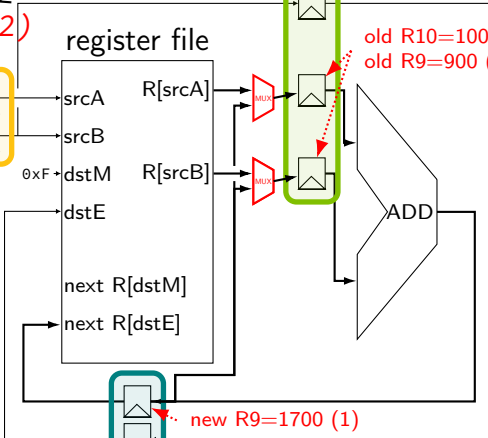 2)
register file
old R10=100
old R9=900 (
srcA
R[srcA]
MUX
srcB
0xF
dstM
R[srcB]
MUX
dstE
ADD
next R[dstM]
next R[dstE]
new R9=1700 (1)